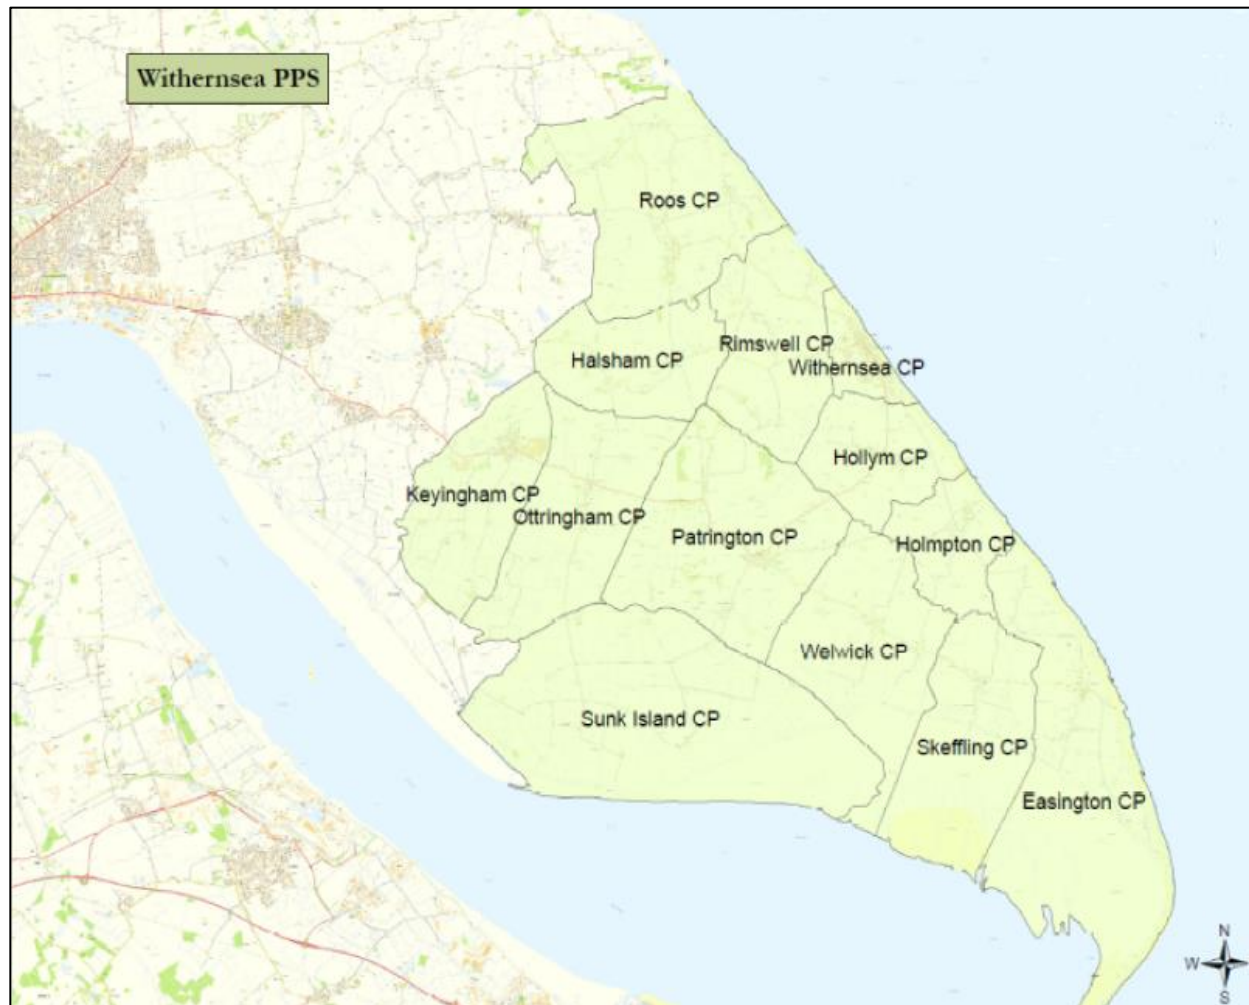 Withernsea PPS
Roos CP
Rimswell CP
Halsham CP
Withernsea CP
Hollym CP
Keyingham CP
Ottringham CP
Patrington CP
Holmpton CP
Welwick CP
Sunk Island CP
Skeffling CP
Easington CP
N
W
S